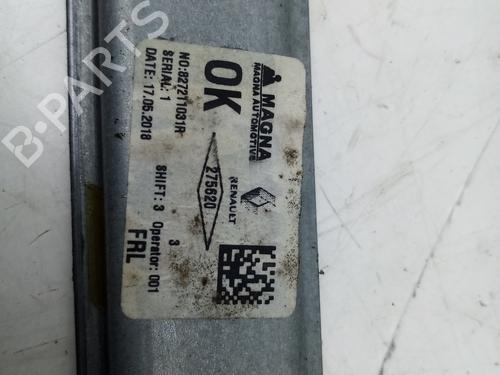 MAGNA
MAGNA AUTOMOTIVE
OK
NO:827211031R
SERIAL: 1
DATE: 17.05.2018
RENAULT
275620
3
SHIFT: 3 Operator: 001
FRL
B-PARTS